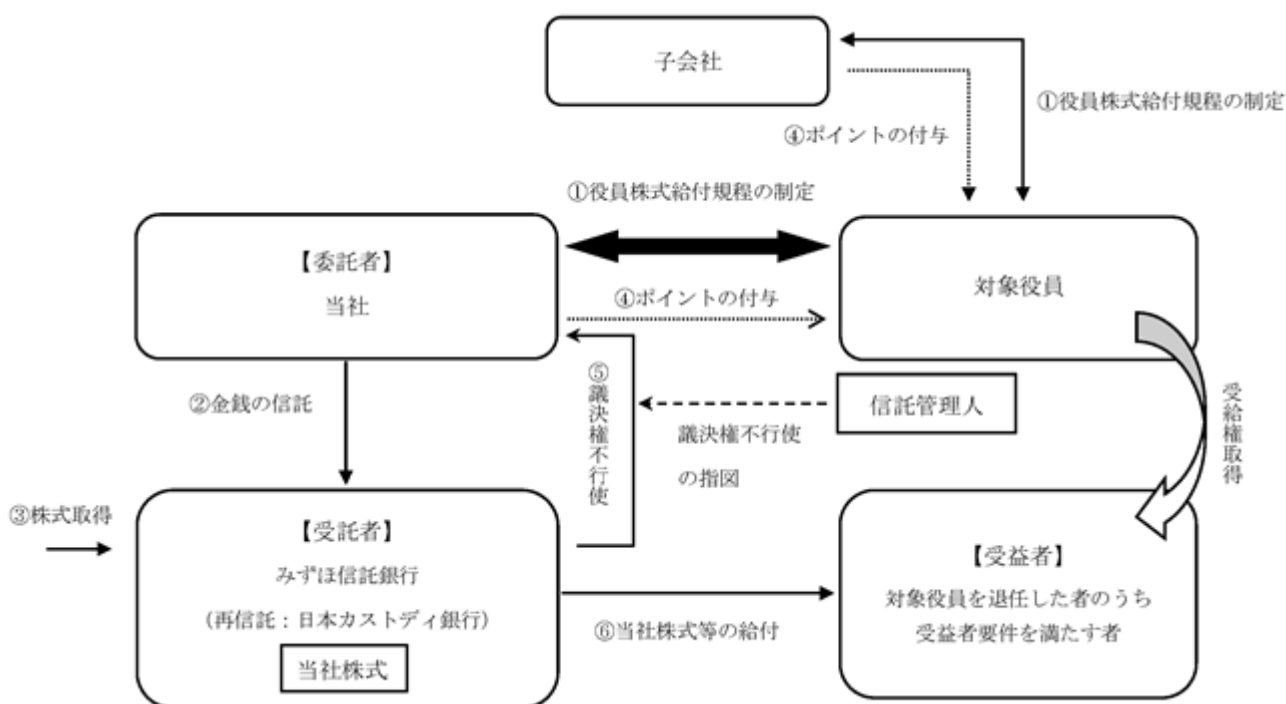 子会社
①役員株式給付規程の制定
④ポイントの付与
①役員株式給付規程の制定
【委託者】
当社
④ポイントの付与
対象役員
②金銭の信託
⑤議決権不行使
信託管理人
議決権不行使
の指図
受給権取得
③株式取得
【受託者】
みずほ信託銀行
(再信託：日本カストディ銀行)
当社株式
⑥当社株式等の給付
【受益者】
対象役員を退任した者のうち
受益者要件を満たす者